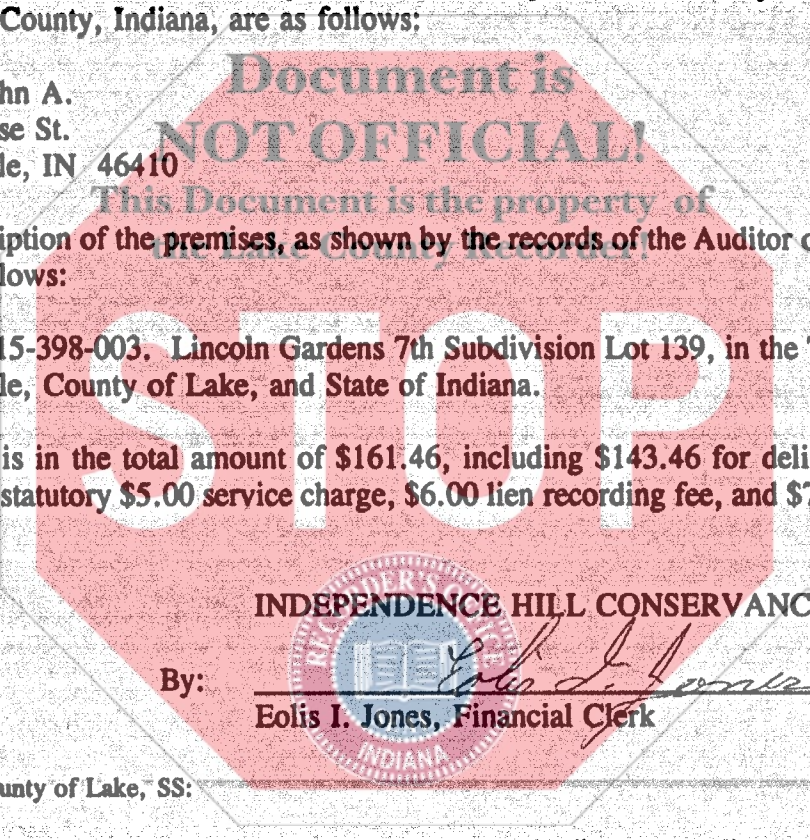 County, Indiana, are as follows:
Document is
hn A.
NOT OFFICIAL!
se St.
le, IN 46410
This Document is the property of
iption of the premises, as shown by the records of the Auditor o
the Lake County Recorder!
lows:
15-398-003. Lincoln Gardens 7th Subdivision Lot 139, in the T
le, County of Lake, and State of Indiana.
STOP
is in the total amount of $161.46, including $143.46 for deli
statutory $5.00 service charge, $6.00 lien recording fee, and $7
INDEPENDENCE HILL CONSERVANC
RECORDER'S OFFICE
By: Eolis I. Jones
Eolis I. Jones, Financial Clerk
INDIANA
unty of Lake, SS: